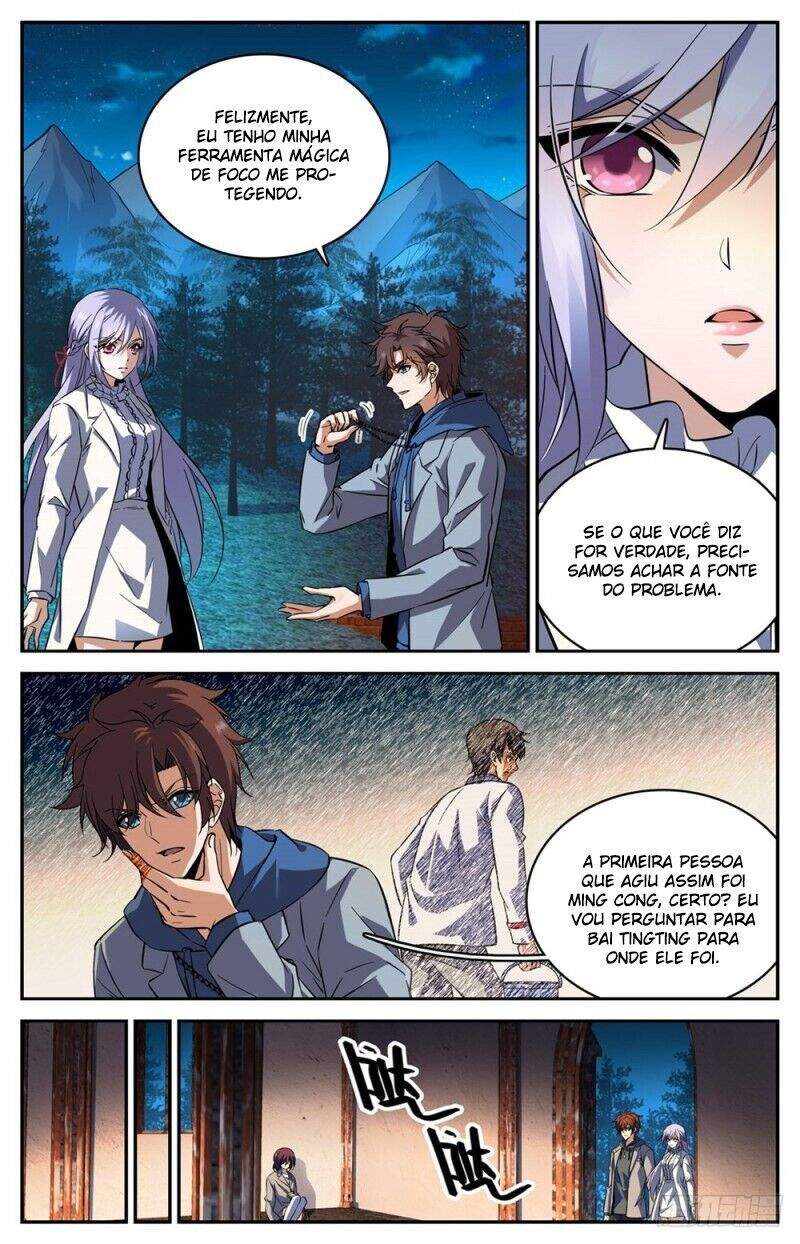 FELIZMENTE,
EU TENHO MINHA
FERRAMENTA MÁGICA
DE FOCO ME PRO-
TEGENDO.
SE O QUE VOCÊ DIZ
FOR VERDADE, PRECI-
SAMOS ACHAR A FONTE
DO PROBLEMA.
A PRIMEIRA PESSOA
QUE AGIU ASSIM FOI
MING CONG, CERTO? EU
VOU PERGUNTAR PARA
BAI TINGTING PARA
ONDE ELE FOI.